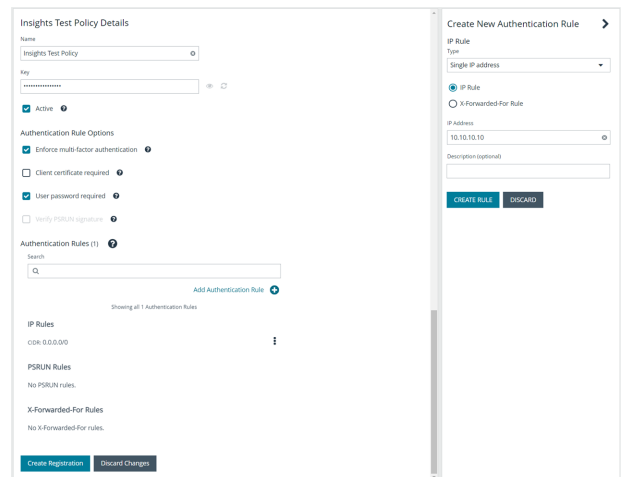 Insights Test Policy Details
Name
Insights Test Policy
Key
••••••••••••••••
Active
Authentication Rule Options
Enforce multi-factor authentication
Client certificate required
User password required
Verify PSRUN signature
Authentication Rules (1)
Search
Add Authentication Rule
Showing all 1 Authentication Rules
IP Rules
CIDR: 0.0.0.0/0
PSRUN Rules
No PSRUN rules.
X-Forwarded-For Rules
No X-Forwarded-For rules.
Create Registration Discard Changes
Create New Authentication Rule
IP Rule
Type
Single IP address
IP Rule
X-Forwarded-For Rule
IP Address
10.10.10.10
Description (optional)
CREATE RULE DISCARD